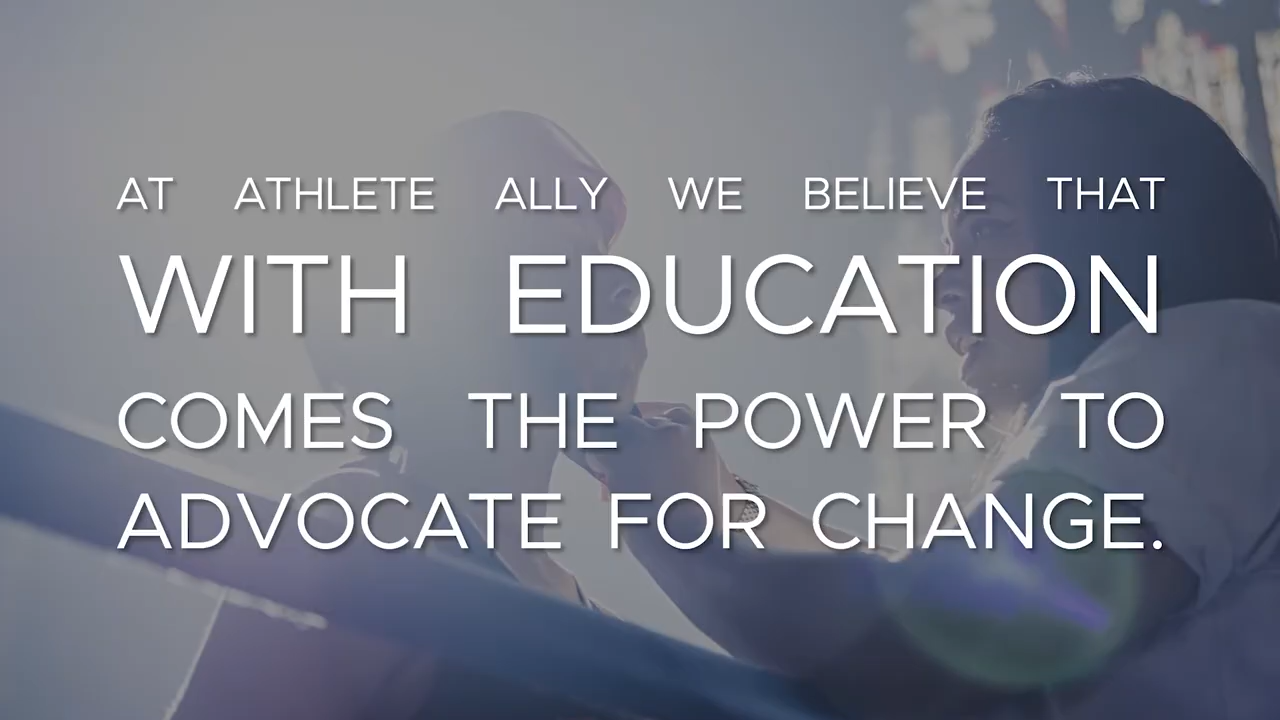 AT ATHLETE ALLY WE BELIEVE THAT
WITH EDUCATION
COMES THE POWER TO
ADVOCATE FOR CHANGE.